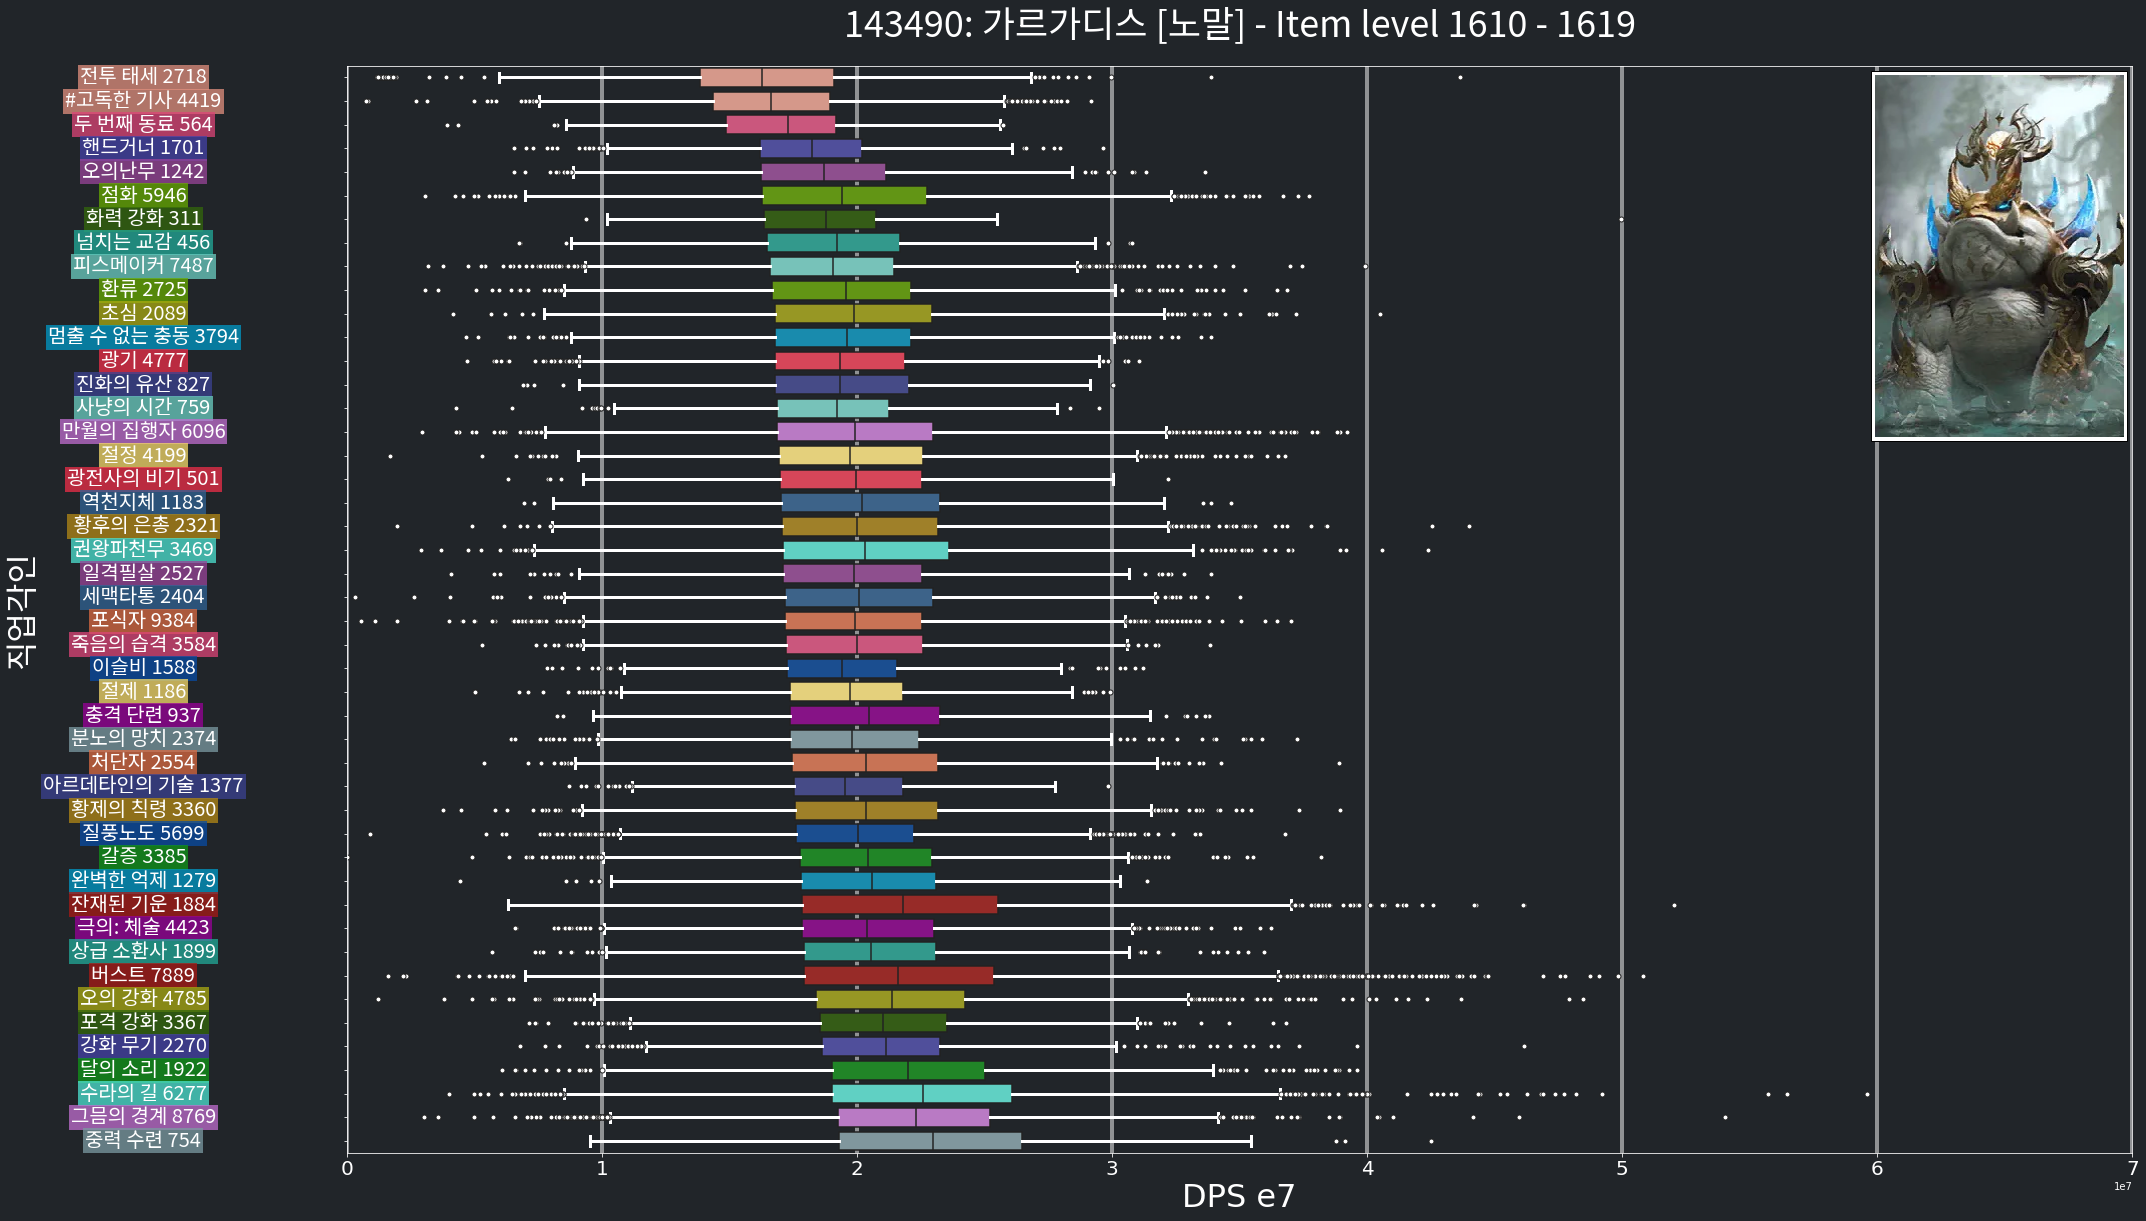 143490: 가르가디스 [노말] - Item level 1610 - 1619
직업각인
전투 태세 2718
#고독한 기사 4419
두 번째 동료 564
핸드거너 1701
오의난무 1242
점화 5946
화력 강화 311
넘치는 교감 456
피스메이커 7487
환류 2725
초심 2089
멈출 수 없는 충동 3794
광기 4777
진화의 유산 827
사냥의 시간 759
만월의 집행자 6096
절정 4199
광전사의 비기 501
역천지체 1183
황후의 은총 2321
권왕파천무 3469
일격필살 2527
세맥타통 2404
포식자 9384
죽음의 습격 3584
이슬비 1588
절제 1186
충격 단련 937
분노의 망치 2374
처단자 2554
아르데타인의 기술 1377
황제의 칙령 3360
질풍노도 5699
갈증 3385
완벽한 억제 1279
잔재된 기운 1884
극의: 체술 4423
상급 소환사 1899
버스트 7889
오의 강화 4785
포격 강화 3367
강화 무기 2270
달의 소리 1922
수라의 길 6277
그믐의 경계 8769
중력 수련 754
0 1 2 3 4 5 6 7
1e7
DPS e7